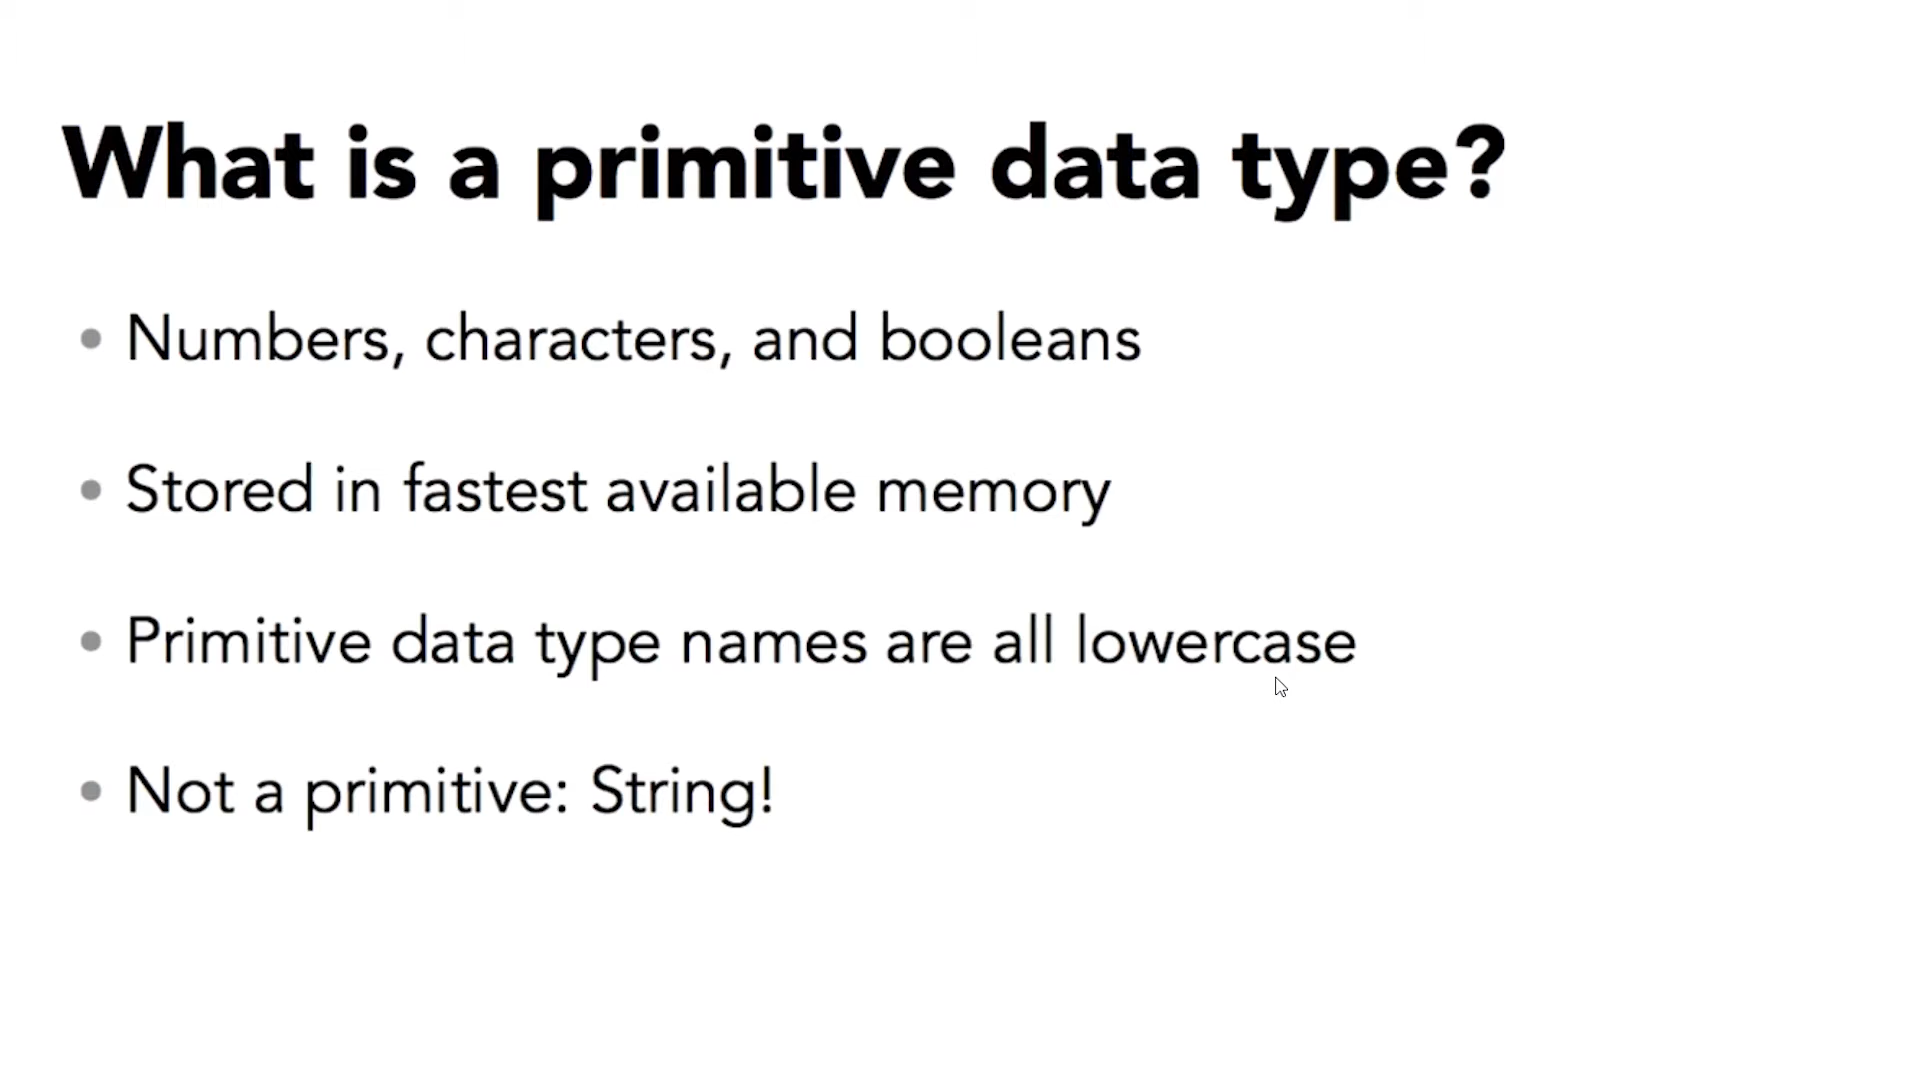 What is a primitive data type?
• Numbers, characters, and booleans
• Stored in fastest available memory
• Primitive data type names are all lowercase
• Not a primitive: String!